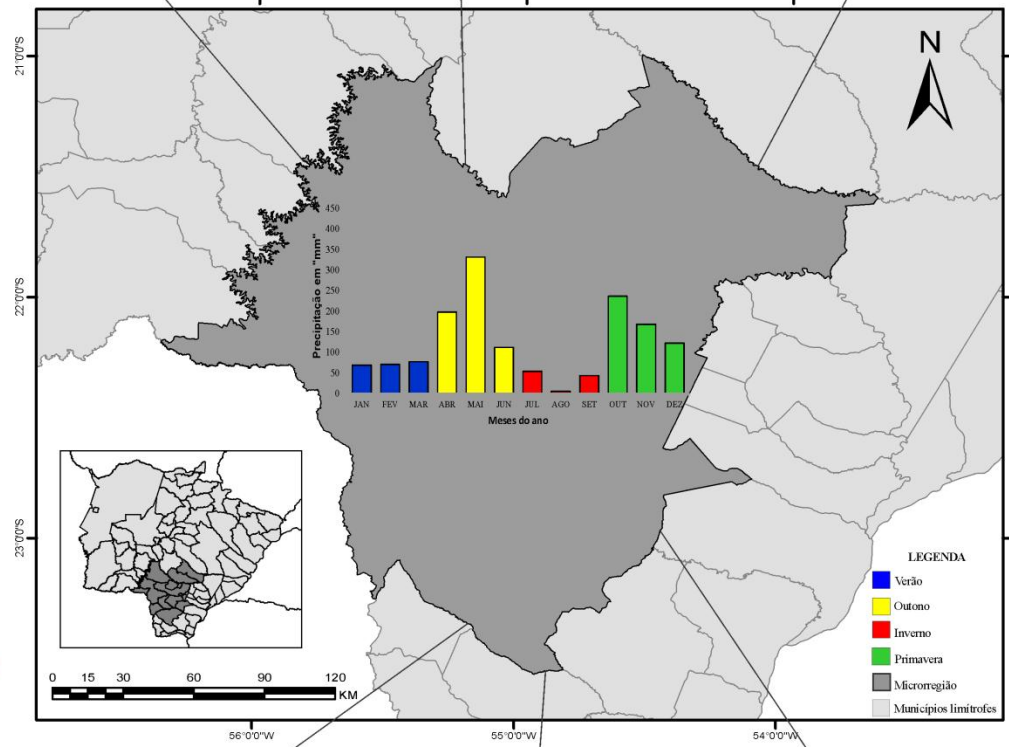 N
21°0'0"S
22°0'0"S
23°0'0"S
Precipitação em "mm"
450
400
350
300
250
200
150
100
50
0
JAN FEV MAR ABR MAI JUN JUL AGO SET OUT NOV DEZ
Meses do ano
LEGENDA
Verão
Outono
Inverno
Primavera
Microrregião
Municípios limítrofes
0 15 30 60 90 120
KM
56°0'0"W 55°0'0"W 54°0'0"W